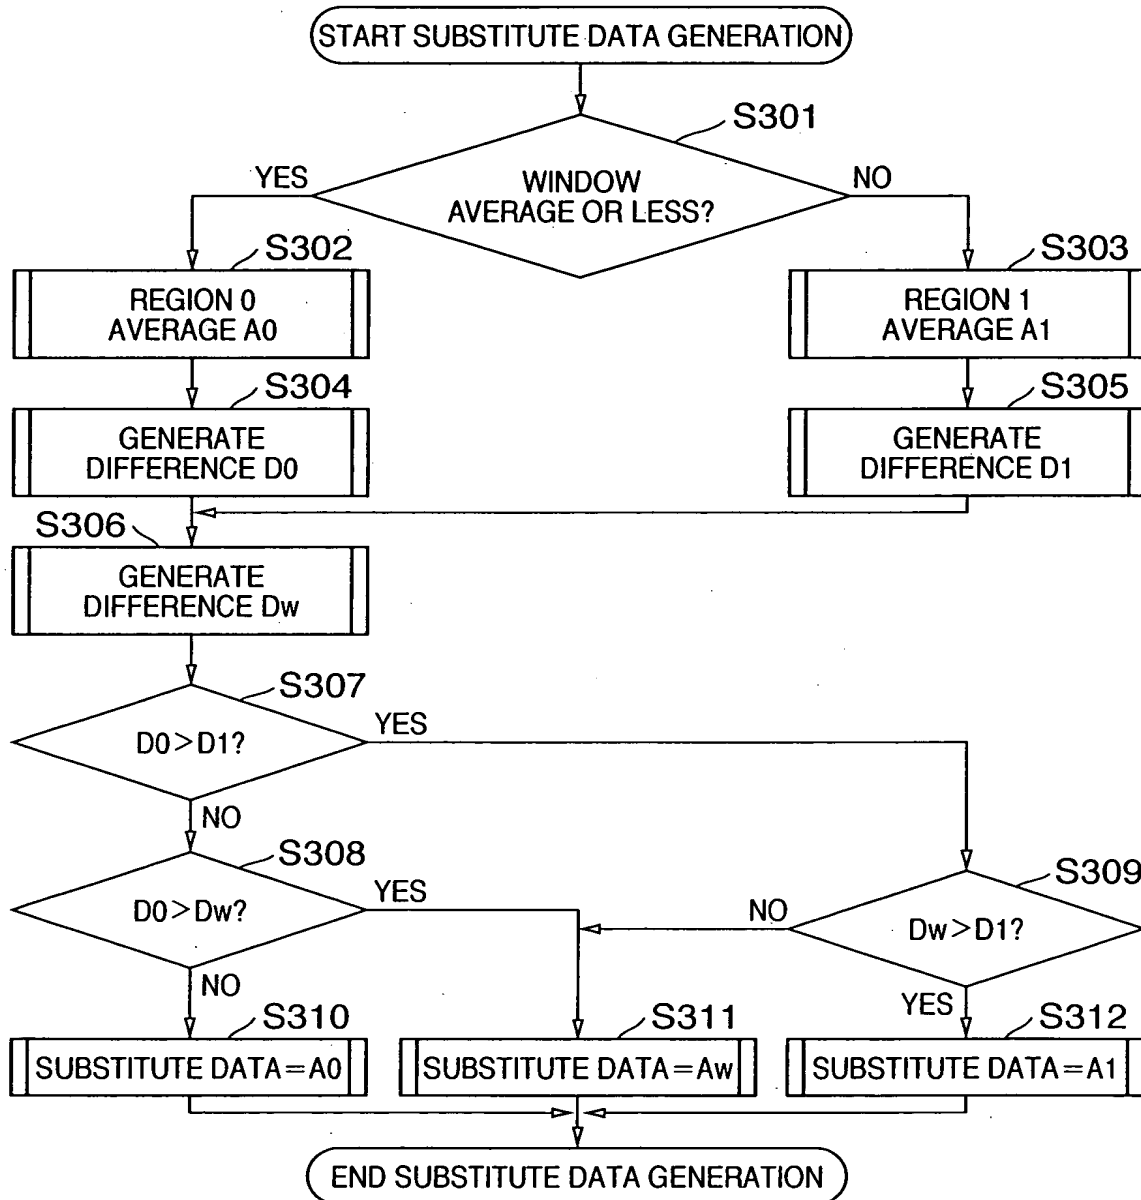 START SUBSTITUTE DATA GENERATION
S301
WINDOW
AVERAGE OR LESS?
YES
NO
S302
REGION 0
AVERAGE A0
S303
REGION 1
AVERAGE A1
S304
GENERATE
DIFFERENCE D0
S305
GENERATE
DIFFERENCE D1
S306
GENERATE
DIFFERENCE Dw
S307
D0>D1?
YES
NO
S308
D0>Dw?
YES
NO
S309
Dw>D1?
NO
YES
S310
SUBSTITUTE DATA=A0
S311
SUBSTITUTE DATA=Aw
S312
SUBSTITUTE DATA=A1
END SUBSTITUTE DATA GENERATION